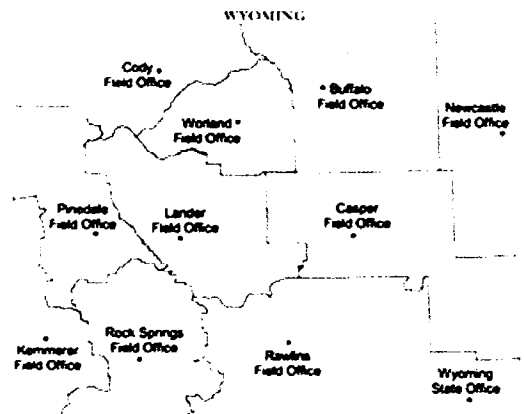 WYOMING
Cody
Field Office
Buffalo
Field Office
Newcastle
Field Office
Worland
Field Office
Pinedale
Field Office
Lander
Field Office
Casper
Field Office
Rock Springs
Field Office
Kemmerer
Field Office
Rawlins
Field Office
Wyoming
State Office